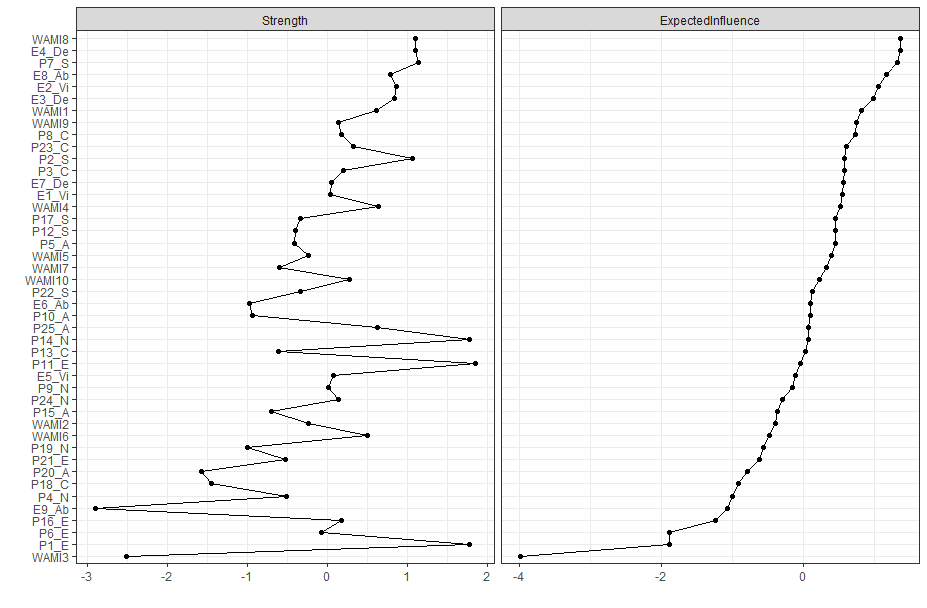 Strength ExpectedInfluence
WAMI8
E4_De
P7_S
E8_Ab
E2_Vi
E3_De
WAMI1
WAMI9
P8_C
P23_C
P2_S
P3_C
E7_De
E1_Vi
WAMI4
P17_S
P12_S
P5_A
WAMI5
WAMI7
WAMI10
P22_S
E6_Ab
P10_A
P25_A
P14_N
P13_C
P11_E
E5_Vi
P9_N
P24_N
P15_A
WAMI2
WAMI6
P19_N
P21_E
P20_A
P18_C
P4_N
E9_Ab
P16_E
P6_E
P1_E
WAMI3
-3 -2 -1 0 1 2 -4 -2 0